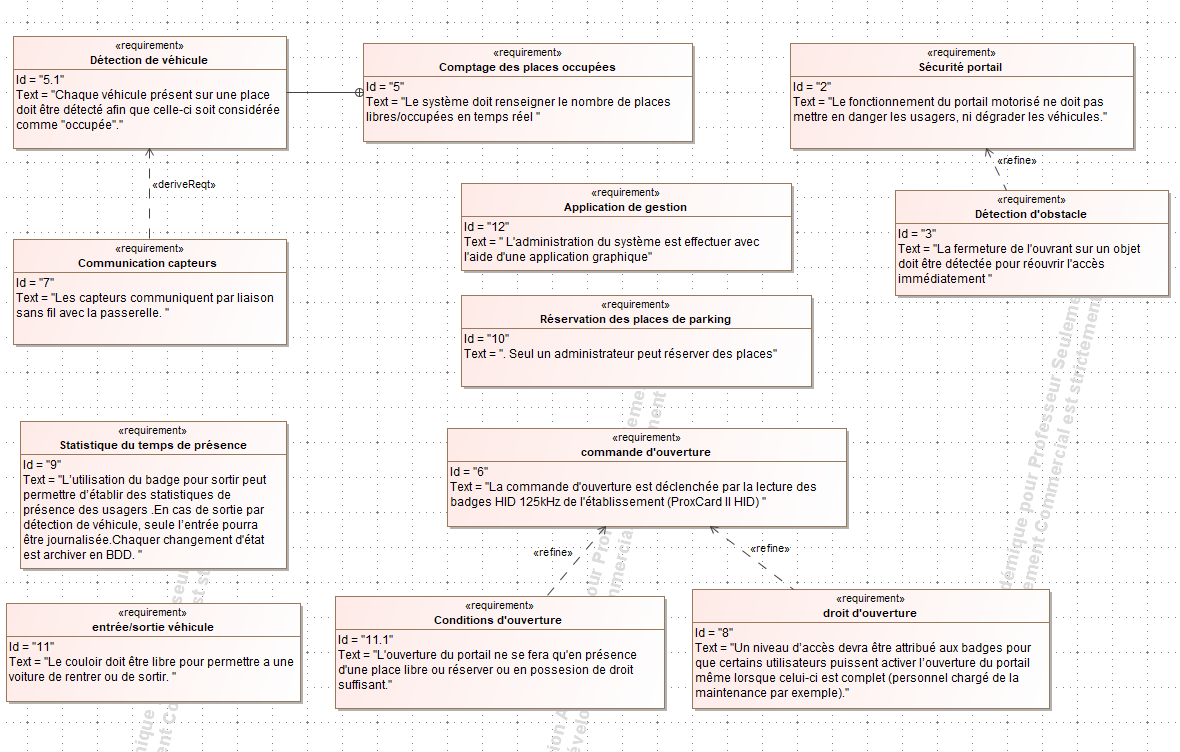 «requirement»
Détection de véhicule
Id = "5.1"
Text = "Chaque véhicule présent sur une place
doit être détecté afin que celle-ci soit considérée
comme "occupée"."
«requirement»
Comptage des places occupées
Id = "5"
Text = "Le système doit renseigner le nombre de places
libres/occupées en temps réel "
«requirement»
Sécurité portail
Id = "2"
Text = "Le fonctionnement du portail motorisé ne doit pas
mettre en danger les usagers, ni dégrader les véhicules."
«deriveReqt»
«refine»
«requirement»
Application de gestion
Id = "12"
Text = " L'administration du système est effectuer avec
l'aide d'une application graphique"
«requirement»
Détection d'obstacle
Id = "3"
Text = "La fermeture de l'ouvrant sur un objet
doit être détectée pour réouvrir l'accès
immédiatement "
«requirement»
Communication capteurs
Id = "7"
Text = "Les capteurs communiquent par liaison
sans fil avec la passerelle. "
«requirement»
Réservation des places de parking
Id = "10"
Text = ". Seul un administrateur peut réserver des places"
«requirement»
Statistique du temps de présence
Id = "9"
Text = "L'utilisation du badge pour sortir peut
permettre d'établir des statistiques de
présence des usagers .En cas de sortie par
détection de véhicule, seule l'entrée pourra
être journalisée.Chaquer changement d'état
est archiver en BDD. "
«requirement»
commande d'ouverture
Id = "6"
Text = "La commande d'ouverture est déclenchée par la lecture des
badges HID 125kHz de l'établissement (ProxCard II HID) "
«refine»
«refine»
«requirement»
entrée/sortie véhicule
Id = "11"
Text = "Le couloir doit être libre pour permettre a une
voiture de rentrer ou de sortir. "
«requirement»
Conditions d'ouverture
Id = "11.1"
Text = "L'ouverture du portail ne se fera qu'en présence
d'une place libre ou réserver ou en possesion de droit
suffisant."
«requirement»
droit d'ouverture
Id = "8"
Text = "Un niveau d'accès devra être attribué aux badges pour
que certains utilisateurs puissent activer l'ouverture du portail
même lorsque celui-ci est complet (personnel chargé de la
maintenance par exemple)."
démique pour Professeur Seuleme
ement Commercial est strictement